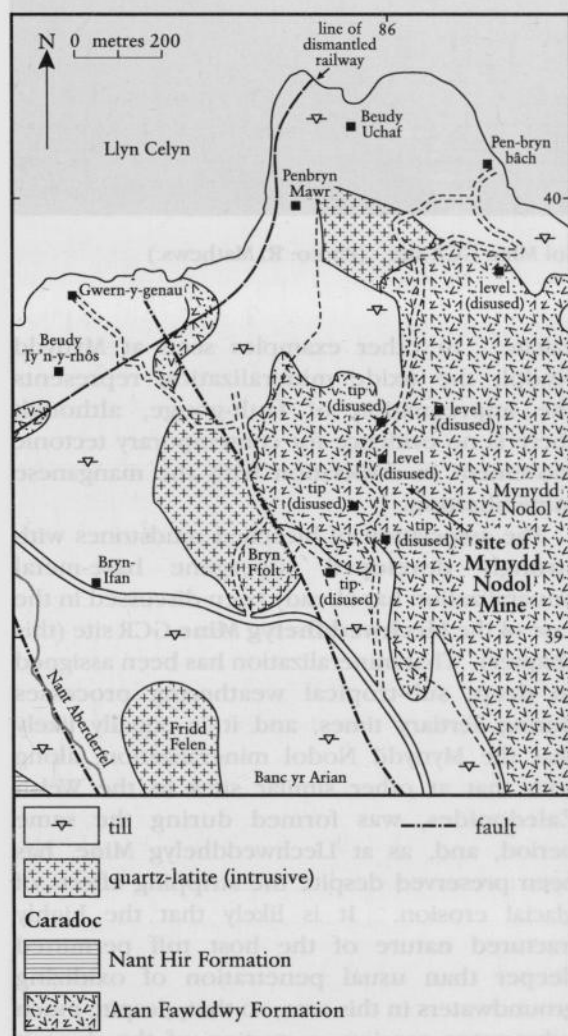 N
0 metres 200
86
line of
dismantled
railway
Beudy
Uchaf
Llyn Celyn
Pen-bryn
bâch
Penbryn
Mawr
40
level
(disused)
Gwern-y-genau
Beudy
Ty'n-y-rhôs
tip
(disused)
level
(disused)
level
(disused)
Mynydd
Nodol
tip
(disused)
tip
(disused)
site of
Mynydd
Nodol
Mine
Bryn
Ffolt
Bryn
Ifan
tip
(disused)
39
Nant Aberderfel
Fridd
Felen
Banc yr Arian
till
fault
quartz-latite (intrusive)
Caradoc
Nant Hir Formation
Aran Fawddwy Formation